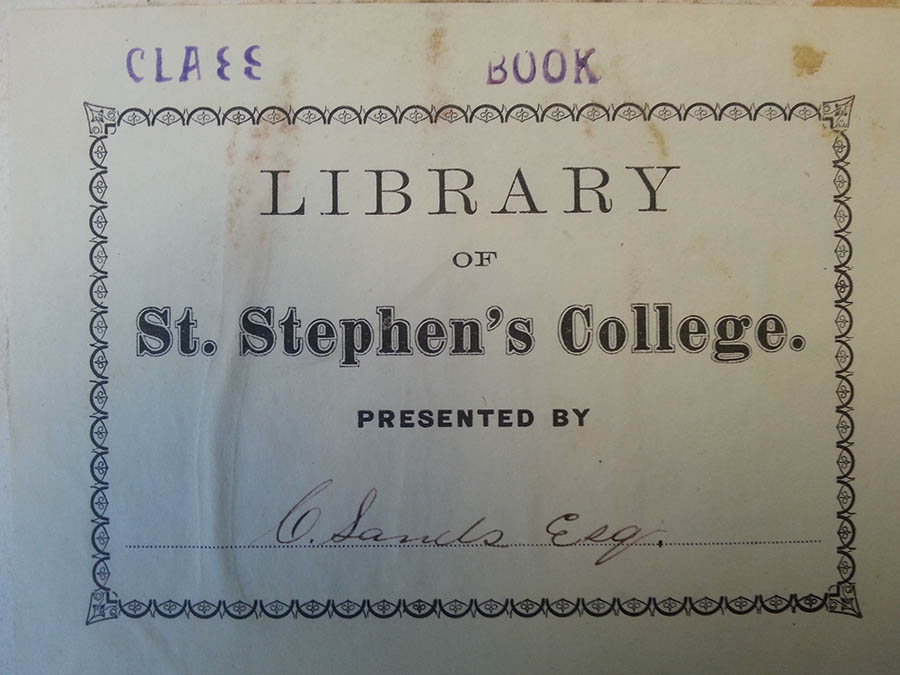 CLASS BOOK
LIBRARY
OF
St. Stephen's College.
PRESENTED BY
C. Sands Esq.